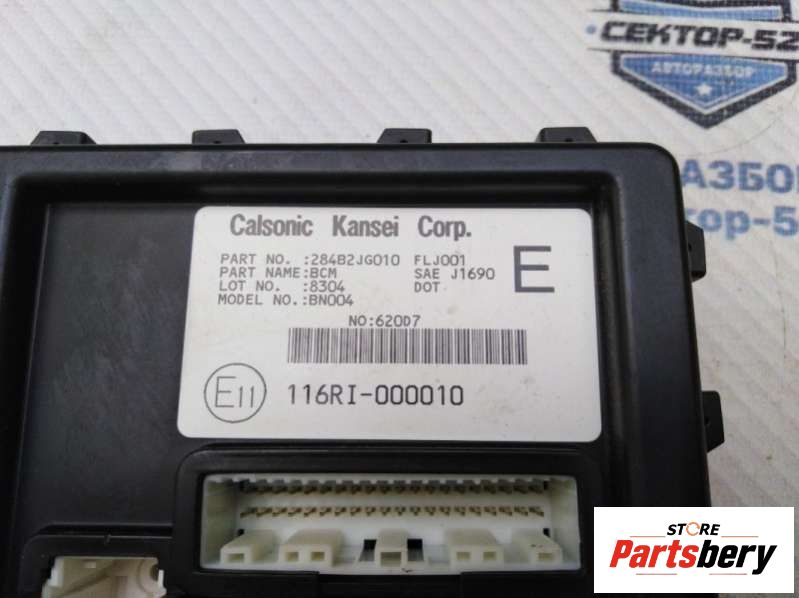 СЕКТОР-52
АВТОРАЗБОР
АЗБО
ктор-5
Calsonic Kansei Corp.
PART NO. :284B2JG010 FLJ001
PART NAME:BCM SAE J1690
LOT NO. :8304 DOT
MODEL NO.:BN004
E
NO:620D7
E11
116RI-000010
STORE
Partsbery